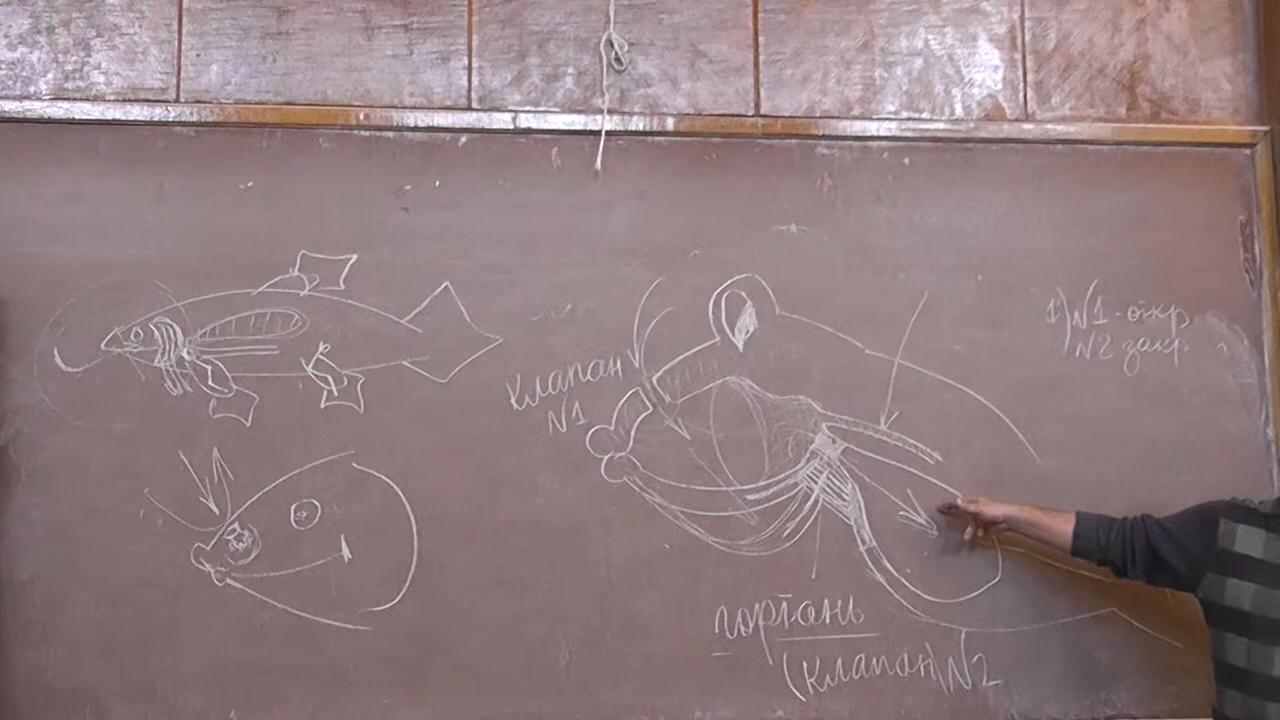 клапан
N1
1) N1 - откр
N2 закр
гортань
(клапан) N2